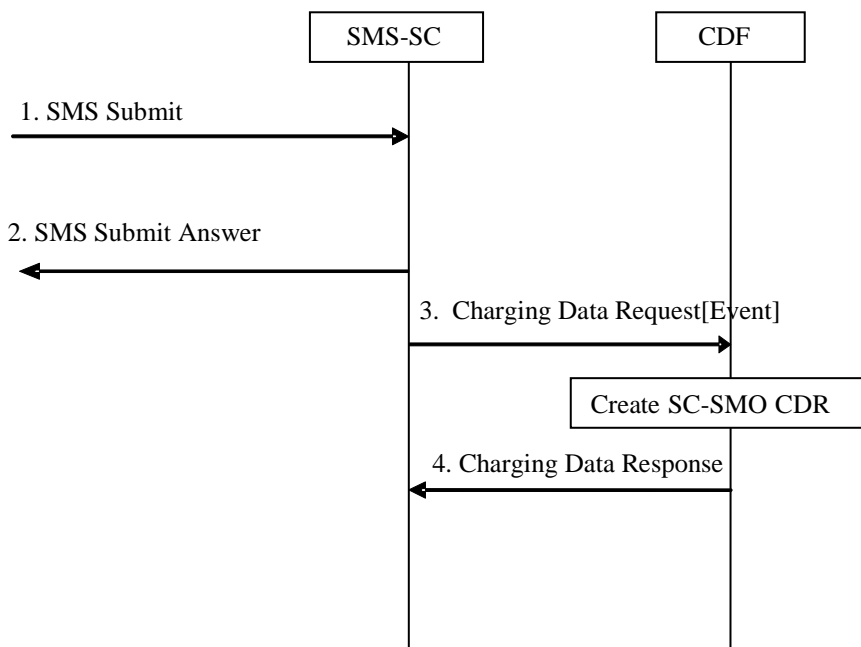 SMS-SC
CDF
1. SMS Submit
2. SMS Submit Answer
3. Charging Data Request[Event]
Create SC-SMO CDR
4. Charging Data Response